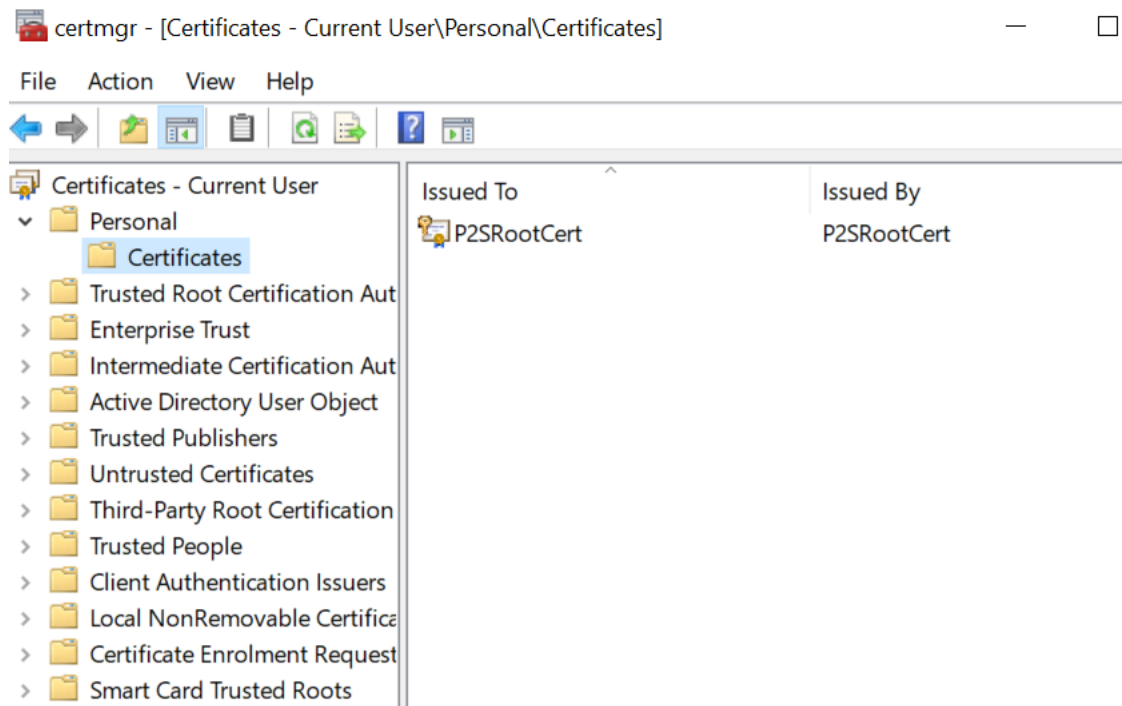 certmgr - [Certificates - Current User\Personal\Certificates]
File Action View Help
Certificates - Current User
Personal
Certificates
Trusted Root Certification Aut
Enterprise Trust
Intermediate Certification Aut
Active Directory User Object
Trusted Publishers
Untrusted Certificates
Third-Party Root Certification
Trusted People
Client Authentication Issuers
Local NonRemovable Certifica
Certificate Enrolment Request
Smart Card Trusted Roots
Issued To Issued By
P2SRootCert P2SRootCert